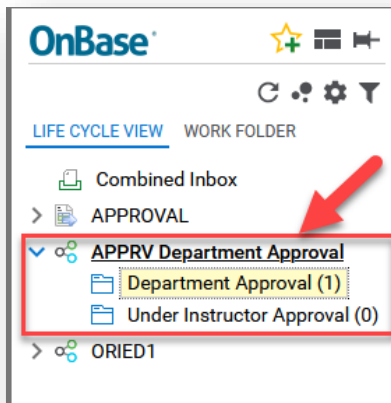 OnBase
LIFE CYCLE VIEW WORK FOLDER
Combined Inbox
APPROVAL
APPRV Department Approval
Department Approval (1)
Under Instructor Approval (0)
ORIED1